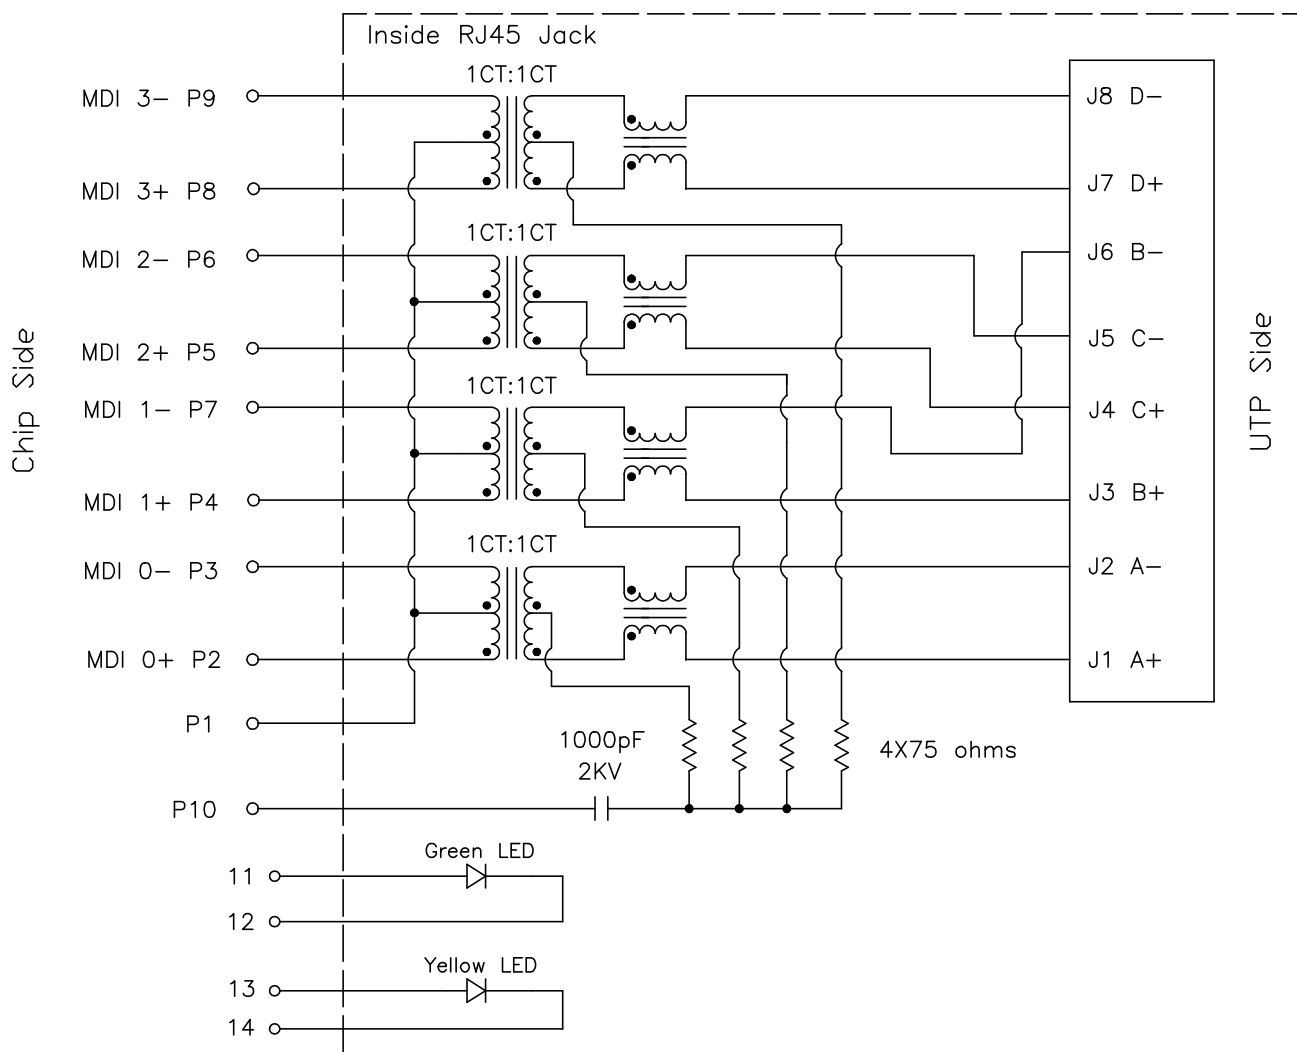 Inside RJ45 Jack
1CT:1CT
MDI 3- P9
J8 D-
MDI 3+ P8
J7 D+
1CT:1CT
MDI 2- P6
J6 B-
Chip Side
UTP Side
MDI 2+ P5
J5 C-
1CT:1CT
MDI 1- P7
J4 C+
MDI 1+ P4
J3 B+
1CT:1CT
MDI 0- P3
J2 A-
MDI 0+ P2
J1 A+
P1
1000pF
2KV
4X75 ohms
P10
Green LED
11
12
Yellow LED
13
14